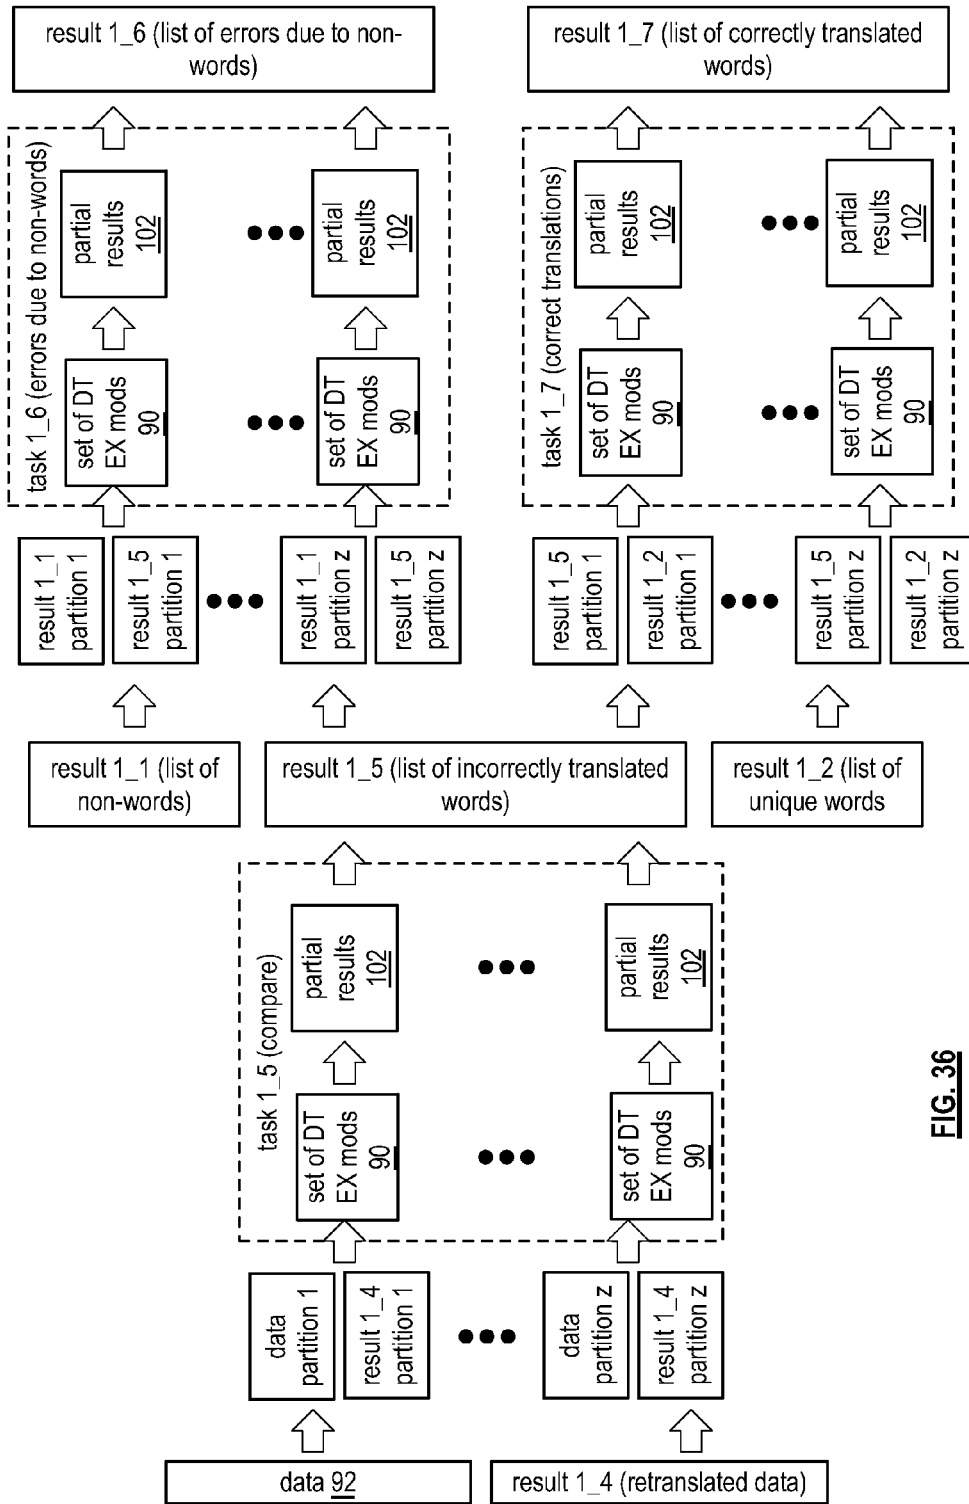 data 92
result 1_4 (retranslated data)
data
partition 1
result 1_4
partition 1
data
partition z
result 1_4
partition z
task 1_5 (compare)
set of DT
EX mods
90
partial
results
102
set of DT
EX mods
90
partial
results
102
result 1_1 (list of
non-words)
result 1_5 (list of incorrectly translated
words)
result 1_2 (list of
unique words
result 1_1
partition 1
result 1_5
partition 1
result 1_1
partition z
result 1_5
partition z
task 1_6 (errors due to non-words)
set of DT
EX mods
90
partial
results
102
set of DT
EX mods
90
partial
results
102
result 1_6 (list of errors due to non-
words)
result 1_5
partition 1
result 1_2
partition 1
result 1_5
partition z
result 1_2
partition z
task 1_7 (correct translations)
set of DT
EX mods
90
partial
results
102
set of DT
EX mods
90
partial
results
102
result 1_7 (list of correctly translated
words)
FIG. 36